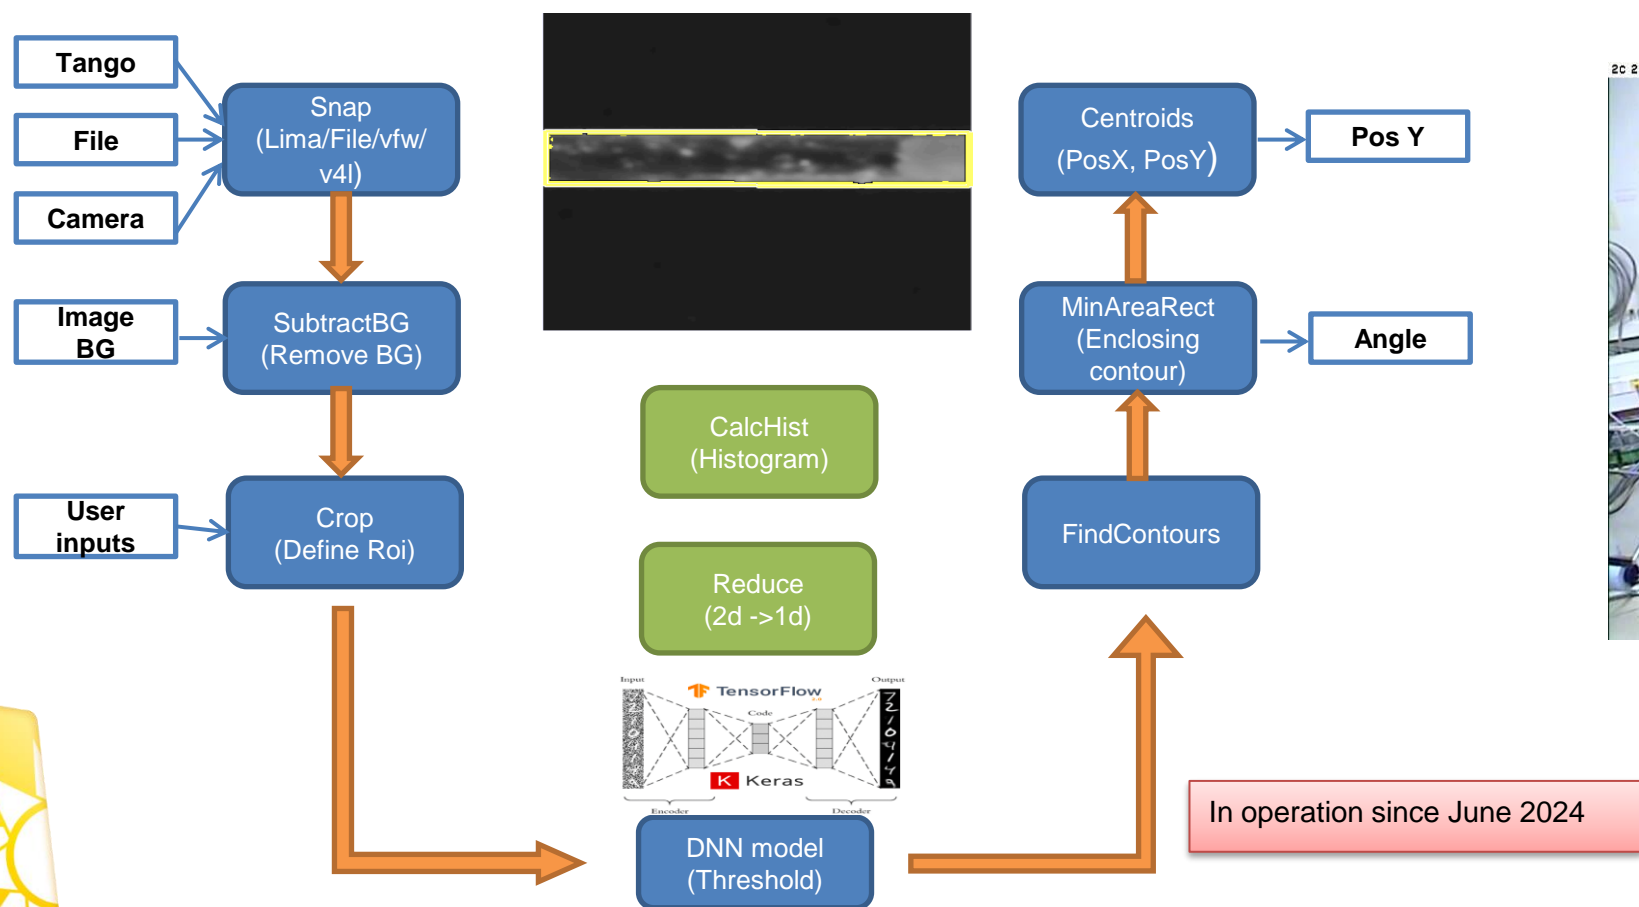 Tango
File
Camera
Snap
(Lima/File/vfw/
v4l)
Image
BG
SubtractBG
(Remove BG)
User
inputs
Crop
(Define Roi)
CalcHist
(Histogram)
Reduce
(2d ->1d)
Input
TensorFlow
Output
Code
K Keras
Encoder
Decoder
DNN model
(Threshold)
Centroids
(PosX, PosY)
Pos Y
MinAreaRect
(Enclosing
contour)
Angle
FindContours
In operation since June 2024
2C 2